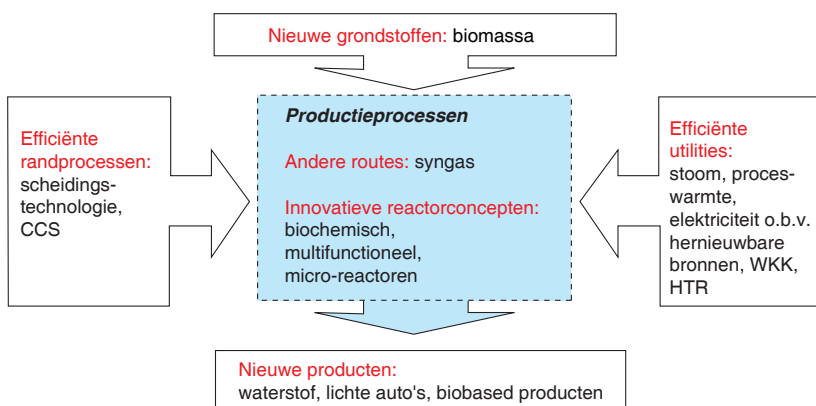 Nieuwe grondstoffen: biomassa
Efficiënte
randprocessen:
scheidings-
technologie,
CCS
Productieprocessen
Andere routes: syngas
Innovatieve reactorconcepten:
biochemisch,
multifunctioneel,
micro-reactoren
Efficiënte
utilities:
stoom, proces-
warmte,
elektriciteit o.b.v.
hernieuwbare
bronnen, WKK,
HTR
Nieuwe producten:
waterstof, lichte auto's, biobased producten